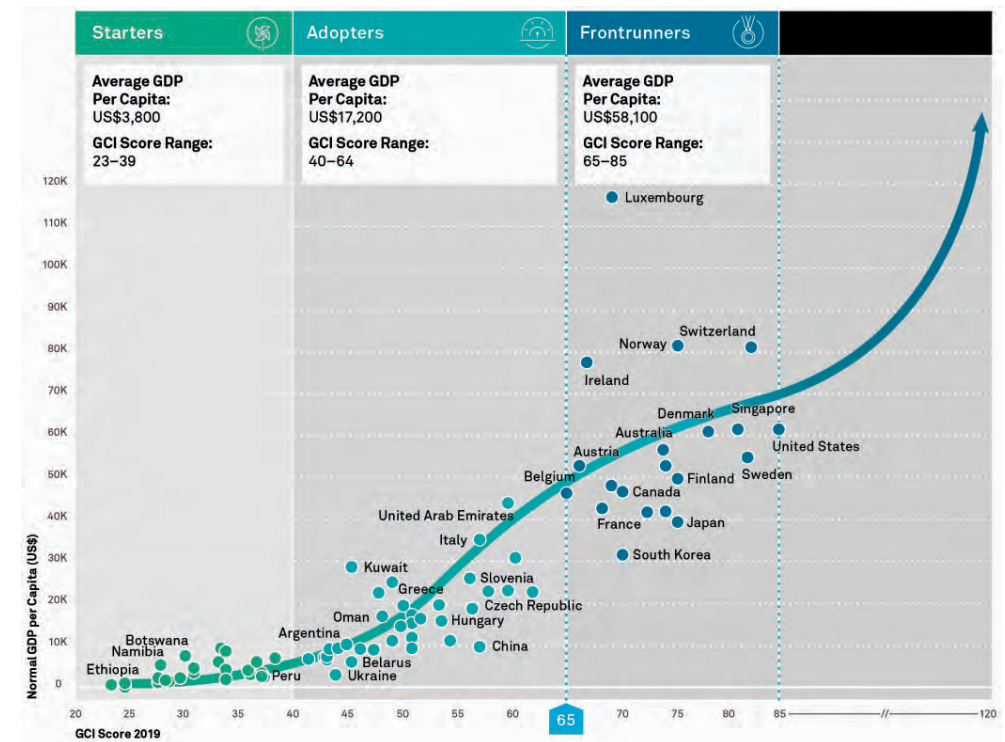 Starters
Adopters
Frontrunners
Average GDP
Per Capita:
US$3,800
GCI Score Range:
23–39
Average GDP
Per Capita:
US$17,200
GCI Score Range:
40–64
Average GDP
Per Capita:
US$58,100
GCI Score Range:
65–85
Normal GDP per Capita (US$)
120K
110K
100K
90K
80K
70K
60K
50K
40K
30K
20K
10K
0
Luxembourg
Switzerland
Norway
Ireland
Denmark
Singapore
Australia
United States
Austria
Belgium
Finland
Sweden
Canada
United Arab Emirates
France
Japan
Italy
South Korea
Kuwait
Slovenia
Greece
Czech Republic
Oman
Hungary
Argentina
Botswana
China
Namibia
Belarus
Ethiopia
Peru
Ukraine
20 25 30 35 40 45 50 55 60 65 70 75 80 85 // 120
GCI Score 2019